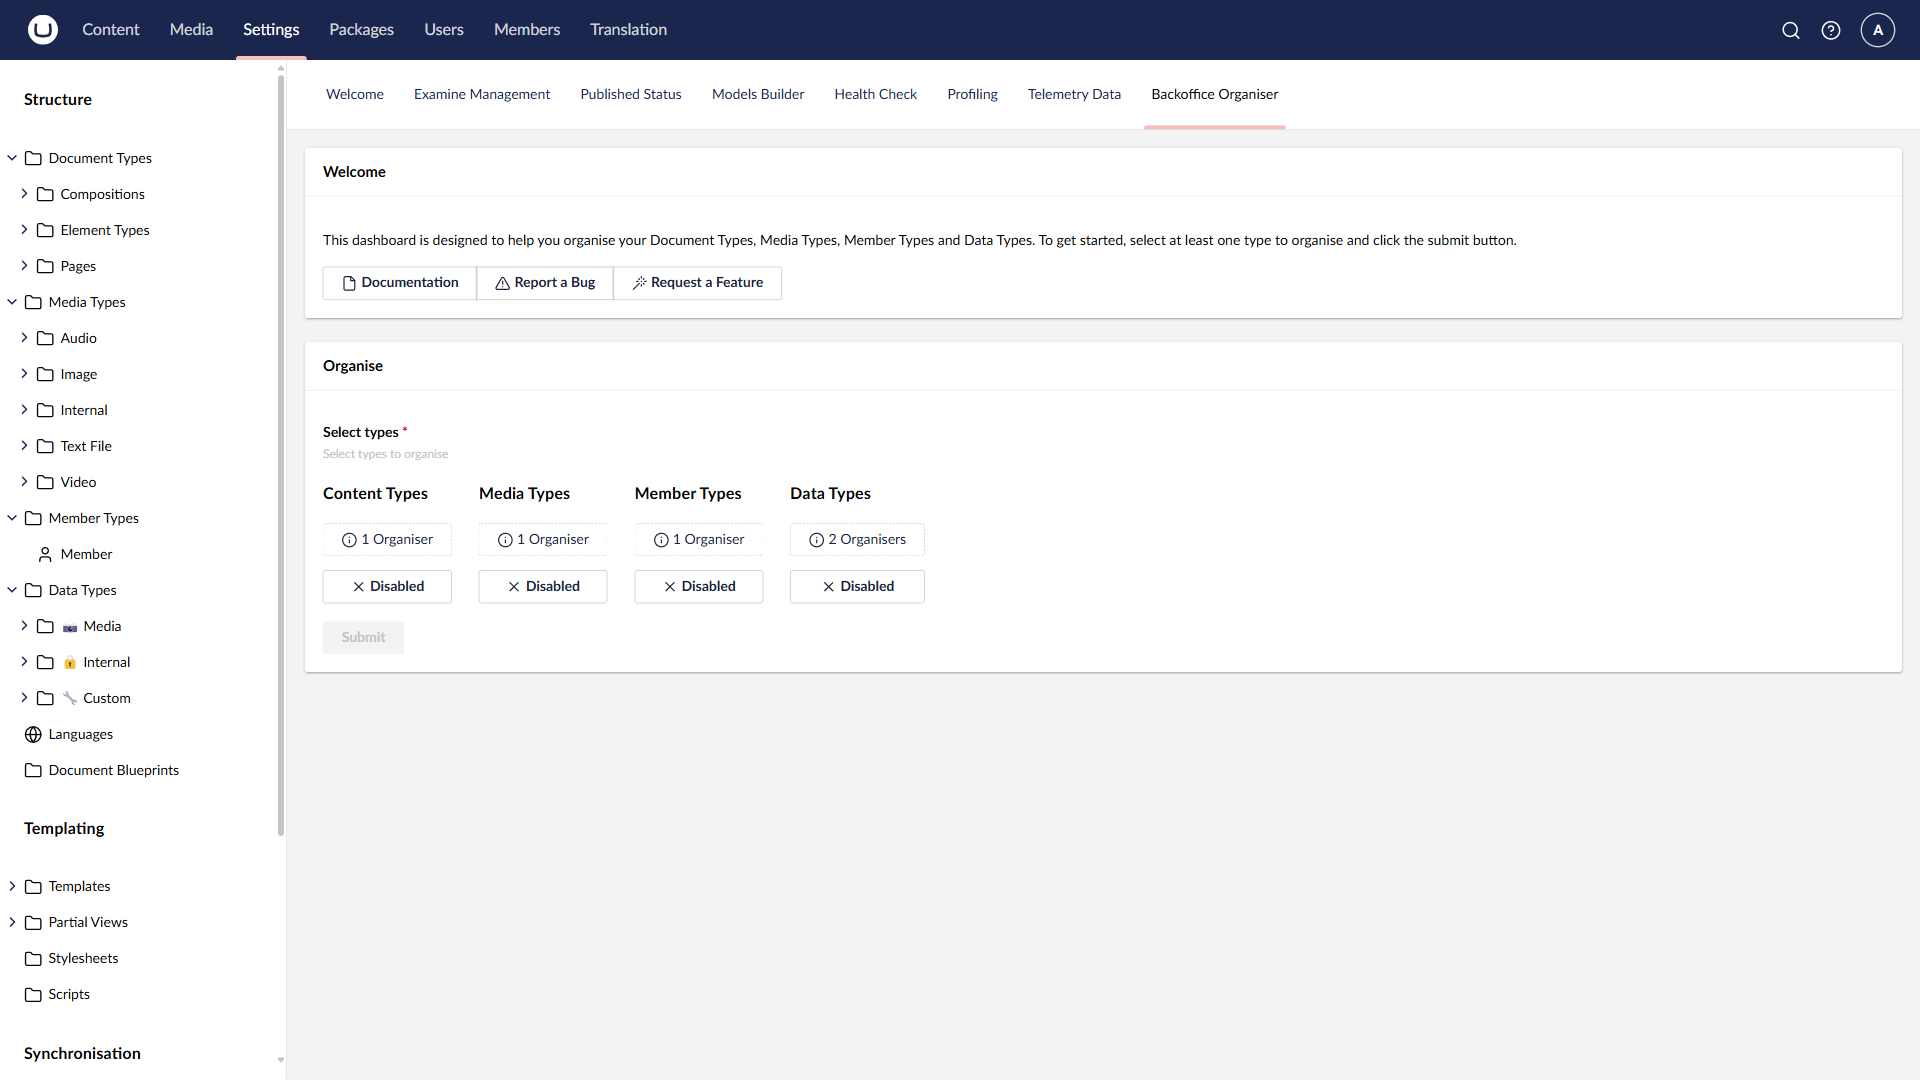 Content Media Settings Packages Users Members Translation
A
Structure
Document Types
Compositions
Element Types
Pages
Media Types
Audio
Image
Internal
Text File
Video
Member Types
Member
Data Types
Media
Internal
Custom
Languages
Document Blueprints
Templating
Templates
Partial Views
Stylesheets
Scripts
Synchronisation
Welcome Examine Management Published Status Models Builder Health Check Profiling Telemetry Data Backoffice Organiser
Welcome
This dashboard is designed to help you organise your Document Types, Media Types, Member Types and Data Types. To get started, select at least one type to organise and click the submit button.
Documentation Report a Bug Request a Feature
Organise
Select types *
Select types to organise
Content Types Media Types Member Types Data Types
1 Organiser 1 Organiser 1 Organiser 2 Organisers
Disabled Disabled Disabled Disabled
Submit